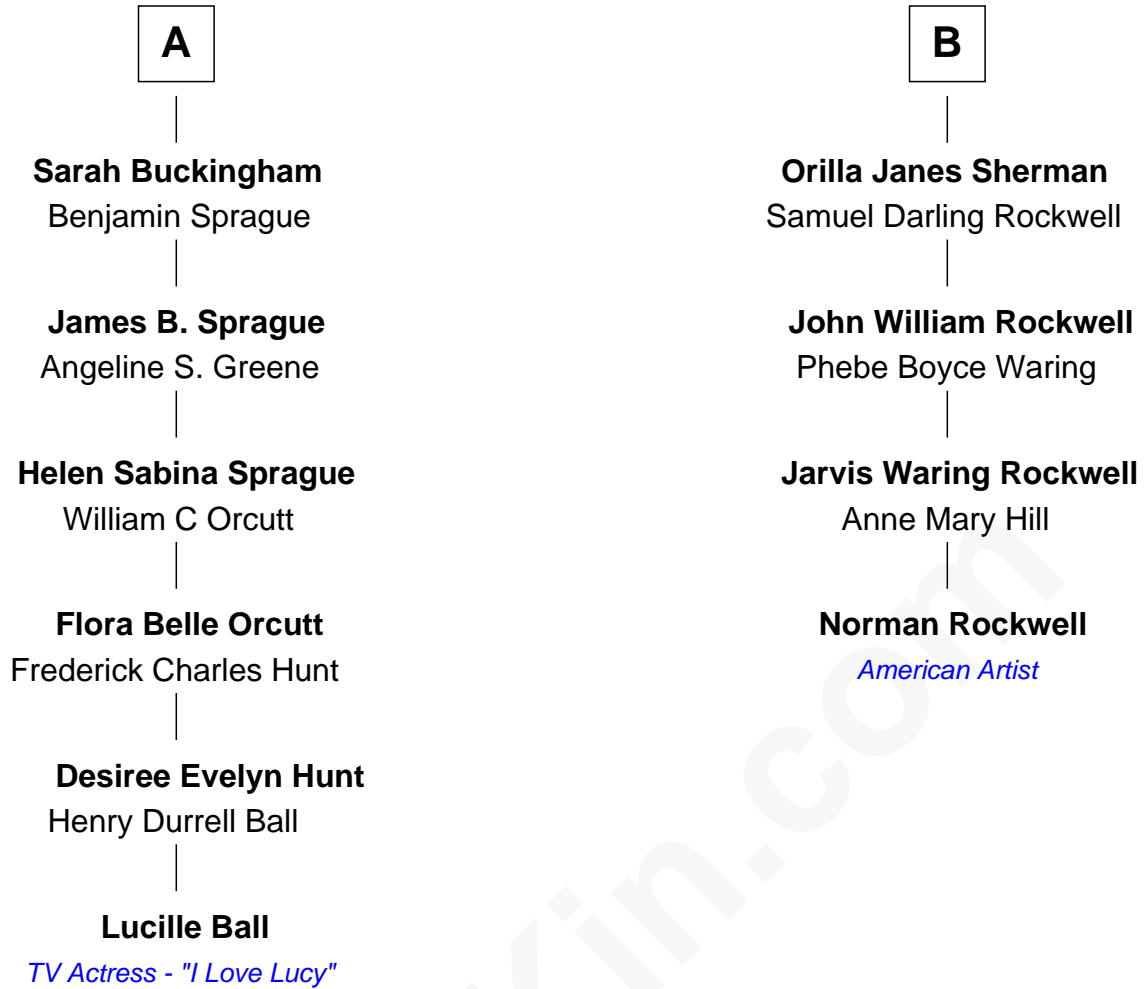 A
Sarah Buckingham
Benjamin Sprague
James B. Sprague
Angeline S. Greene
Helen Sabina Sprague
William C Orcutt
Flora Belle Orcutt
Frederick Charles Hunt
Desiree Evelyn Hunt
Henry Durrell Ball
Lucille Ball
TV Actress - "I Love Lucy"
B
Orilla Janes Sherman
Samuel Darling Rockwell
John William Rockwell
Phebe Boyce Waring
Jarvis Waring Rockwell
Anne Mary Hill
Norman Rockwell
American Artist